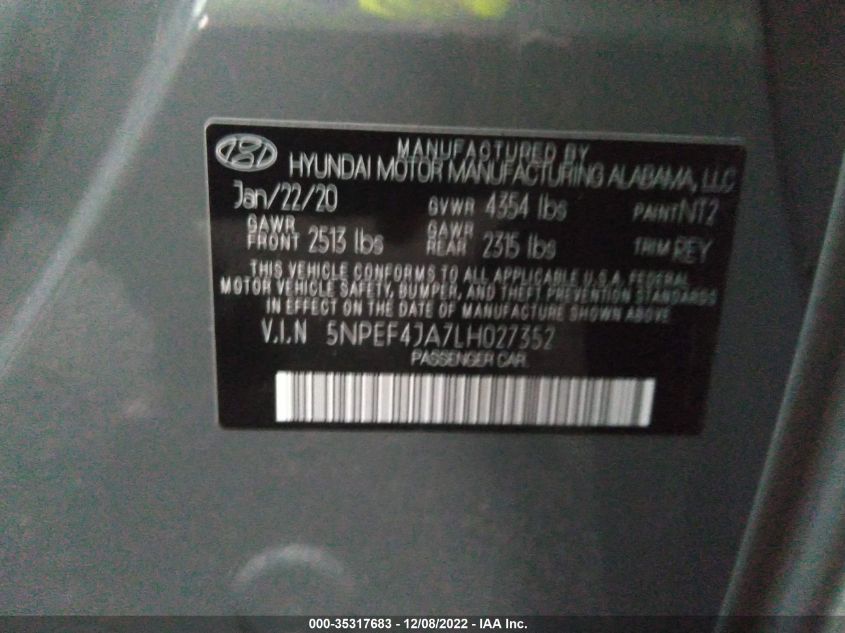 MANUFACTURED BY
HYUNDAI MOTOR MANUFACTURING ALABAMA, LLC
Jan/22/20 GVWR 4354 lbs PAINT NT2
GAWR FRONT 2513 lbs GAWR REAR 2315 lbs TRIM REY
THIS VEHICLE CONFORMS TO ALL APPLICABLE U.S.A. FEDERAL
MOTOR VEHICLE SAFETY, BUMPER, AND THEFT PREVENTION STANDARDS
IN EFFECT ON THE DATE OF MANUFACTURE SHOWN ABOVE.
V.I.N 5NPEF4JA7LH027352
PASSENGER CAR
000-35317683 - 12/08/2022 - IAA Inc.